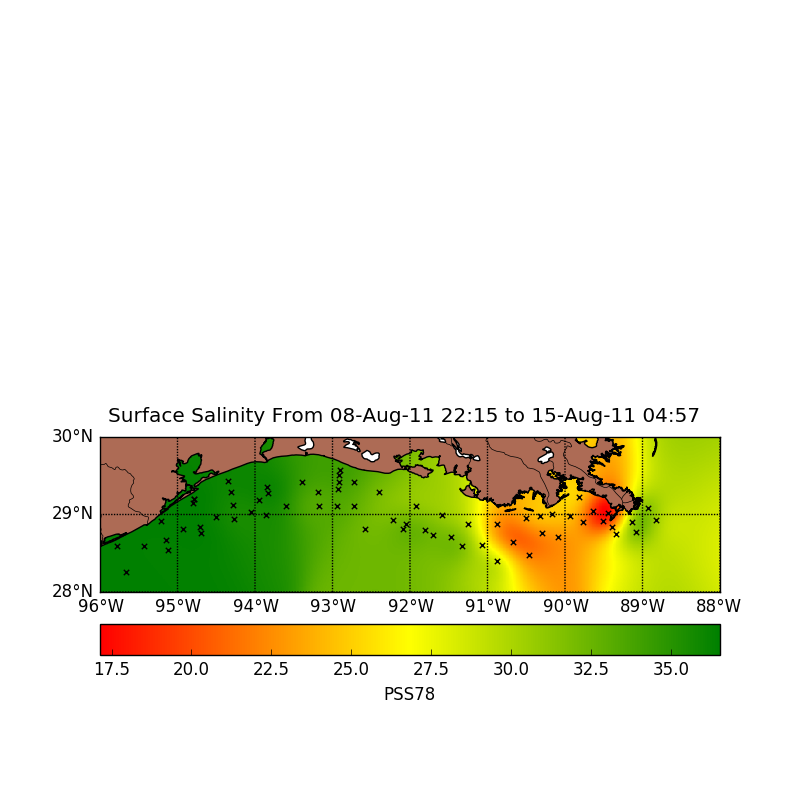 Surface Salinity From 08-Aug-11 22:15 to 15-Aug-11 04:57
30°N
29°N
28°N
96°W 95°W 94°W 93°W 92°W 91°W 90°W 89°W 88°W
17.5 20.0 22.5 25.0 27.5 30.0 32.5 35.0
PSS78